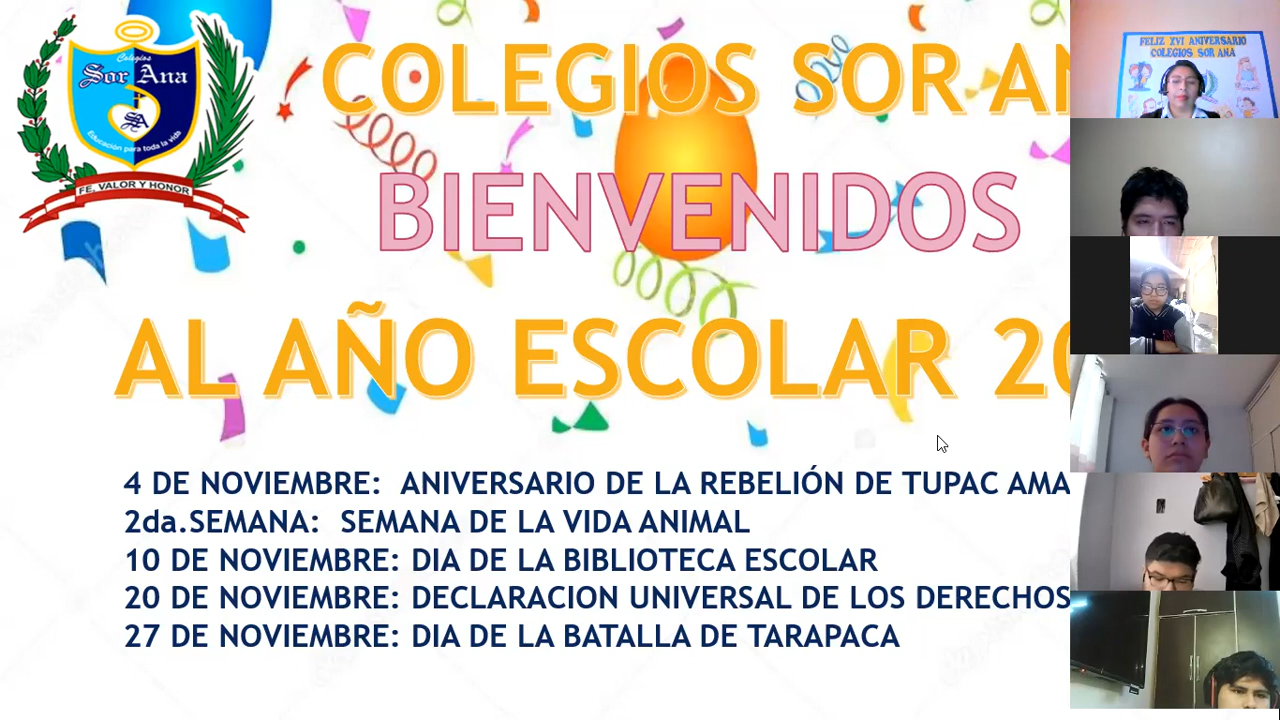 Colegios
Sor Ana
SA
Educación para toda la vida
FE, VALOR Y HONOR
COLEGIOS SOR AN
BIENVENIDOS
AL AÑO ESCOLAR 20
4 DE NOVIEMBRE: ANIVERSARIO DE LA REBELIÓN DE TUPAC AMA
2da.SEMANA: SEMANA DE LA VIDA ANIMAL
10 DE NOVIEMBRE: DIA DE LA BIBLIOTECA ESCOLAR
20 DE NOVIEMBRE: DECLARACION UNIVERSAL DE LOS DERECHOS
27 DE NOVIEMBRE: DIA DE LA BATALLA DE TARAPACA
FELIZ XVI ANIVERSARIO
COLEGIOS SOR ANA